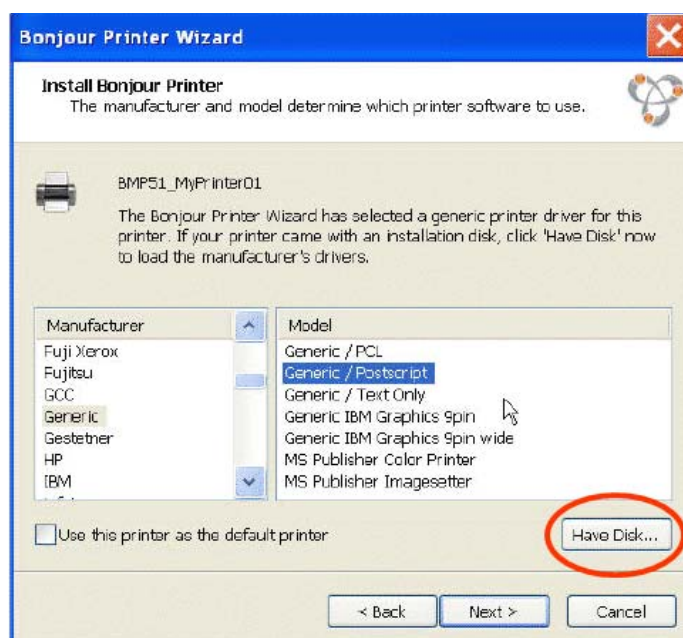 Bonjour Printer Wizard
Install Bonjour Printer
The manufacturer and model determine which printer software to use.
BMP51_MyPrinter01
The Bonjour Printer Wizard has selected a generic printer driver for this
printer. If your printer came with an installation disk, click 'Have Disk' now
to load the manufacturer's drivers.
Manufacturer
Fuji Xerox
Fujitsu
GCC
Generic
Gestetner
HP
IBM
Model
Generic / PCL
Generic / Postscript
Generic / Text Only
Generic IBM Graphics 9pin
Generic IBM Graphics 9pin wide
MS Publisher Color Printer
MS Publisher Imagesetter
Use this printer as the default printer
Have Disk...
< Back
Next >
Cancel